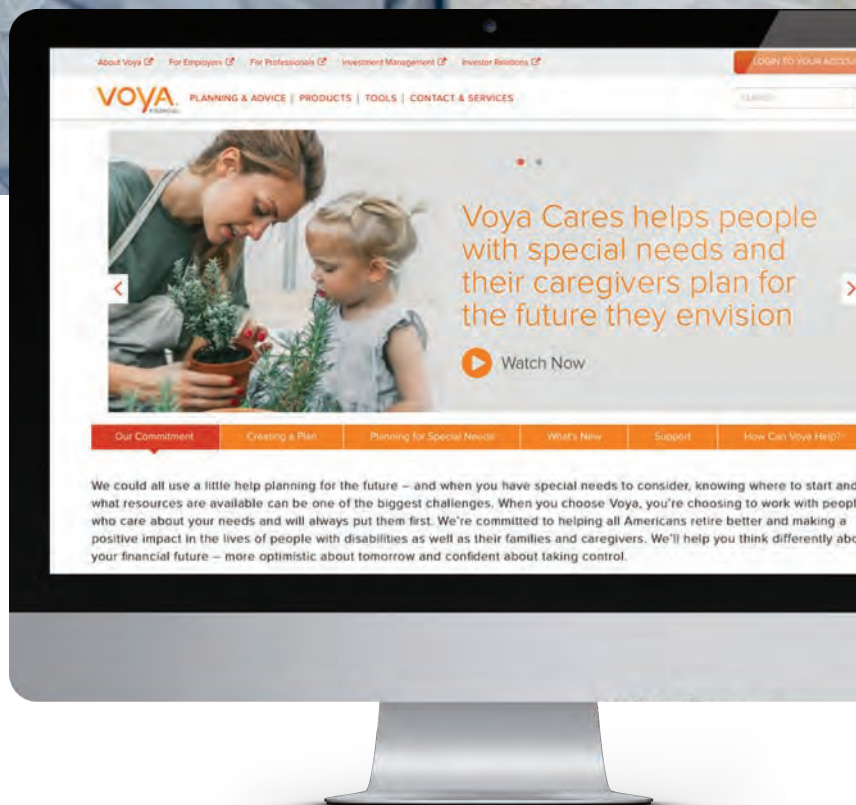 About Voya For Employers For Professionals Investment Management Investor Relations
LOGIN TO YOUR ACCOU
VOYA
FINANCIAL
PLANNING & ADVICE | PRODUCTS | TOOLS | CONTACT & SERVICES
SEARCH
Voya Cares helps people
with special needs and
their caregivers plan for
the future they envision
Watch Now
Our Commitment Creating a Plan Planning for Special Needs What's New Support How Can Voya Help?
We could all use a little help planning for the future – and when you have special needs to consider, knowing where to start and
what resources are available can be one of the biggest challenges. When you choose Voya, you're choosing to work with peopl
who care about your needs and will always put them first. We're committed to helping all Americans retire better and making a
positive impact in the lives of people with disabilities as well as their families and caregivers. We'll help you think differently abo
your financial future – more optimistic about tomorrow and confident about taking control.